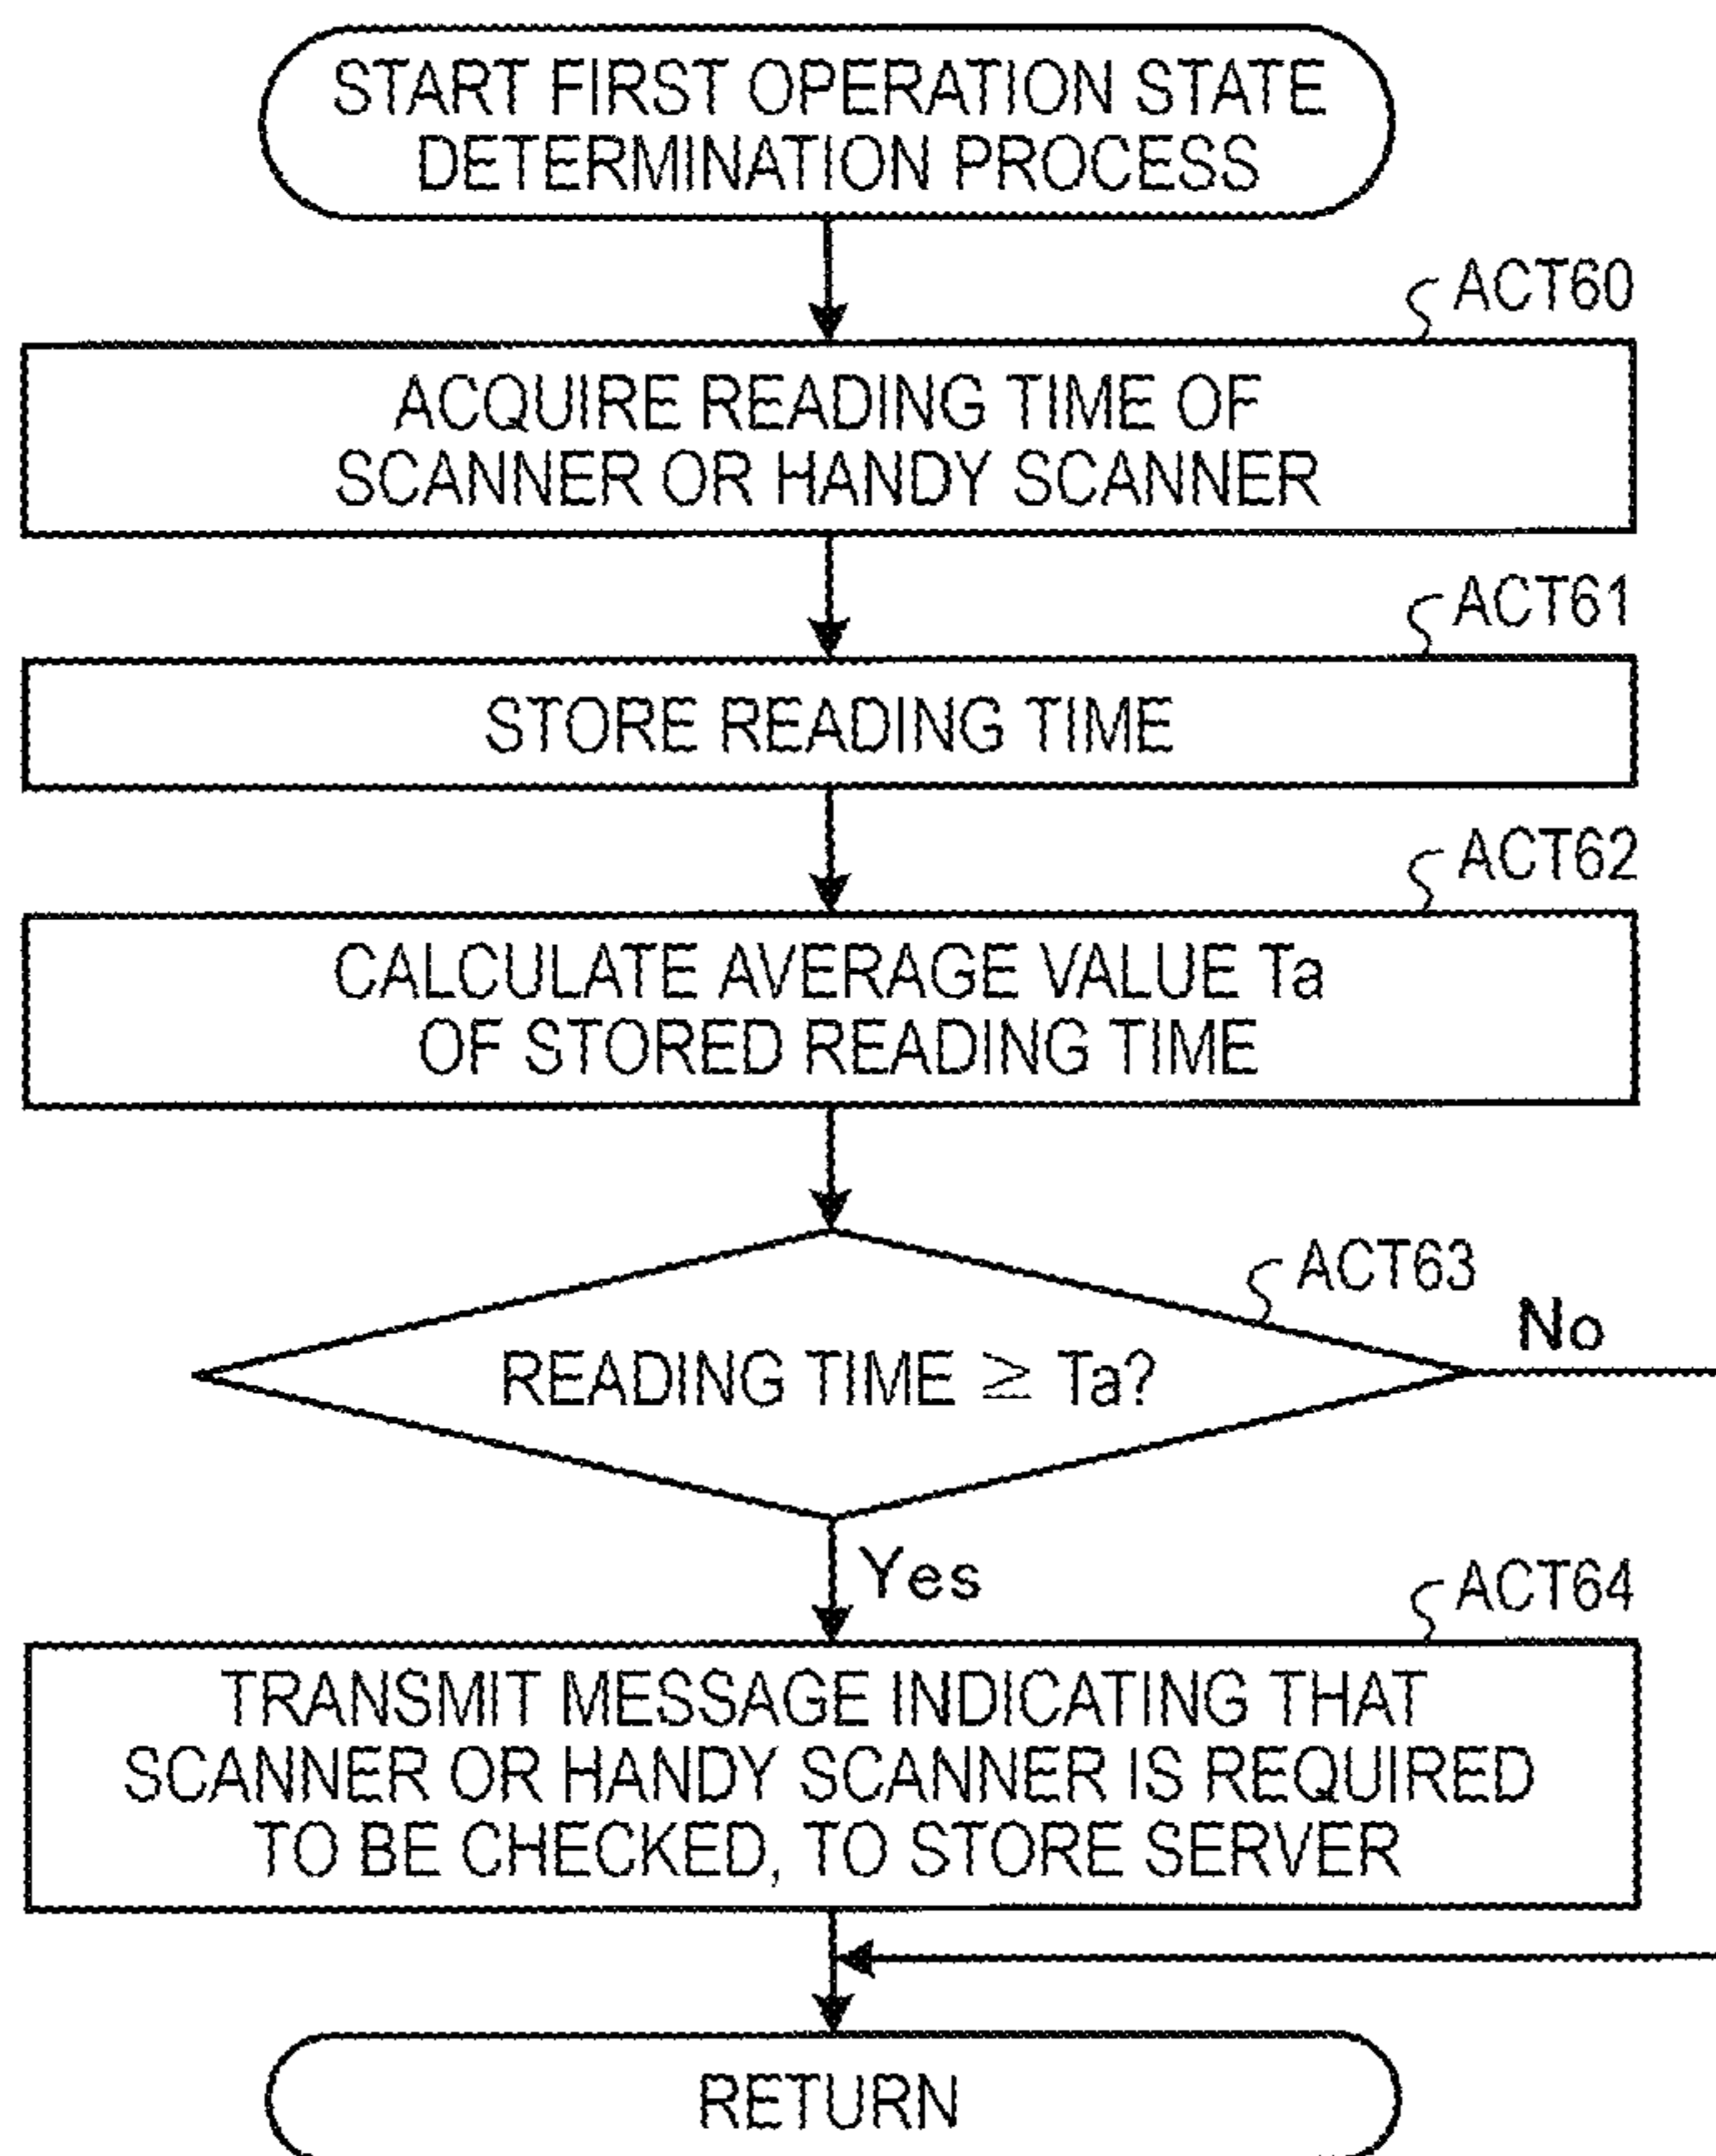 START FIRST OPERATION STATE
DETERMINATION PROCESS
ACT60
ACQUIRE READING TIME OF
SCANNER OR HANDY SCANNER
ACT61
STORE READING TIME
ACT62
CALCULATE AVERAGE VALUE Ta
OF STORED READING TIME
ACT63
No
READING TIME ≧ Ta?
Yes
ACT64
TRANSMIT MESSAGE INDICATING THAT
SCANNER OR HANDY SCANNER IS REQUIRED
TO BE CHECKED, TO STORE SERVER
RETURN